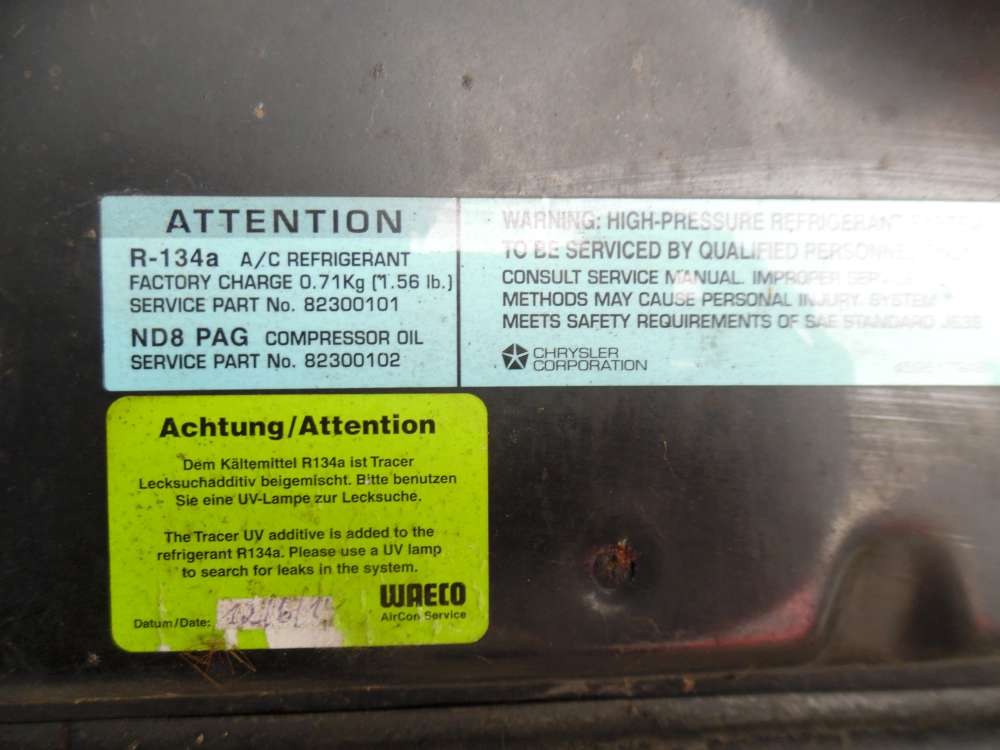 ATTENTION
R-134a A/C REFRIGERANT
FACTORY CHARGE 0.71Kg (1.56 lb.)
SERVICE PART No. 82300101
ND8 PAG COMPRESSOR OIL
SERVICE PART No. 82300102
WARNING: HIGH-PRESSURE REFRIGERANT
TO BE SERVICED BY QUALIFIED PERSONNEL
CONSULT SERVICE MANUAL. IMPROPER
METHODS MAY CAUSE PERSONAL INJURY. SYSTEM
MEETS SAFETY REQUIREMENTS OF SAE STANDARD
CHRYSLER
CORPORATION
Achtung/Attention
Dem Kältemittel R134a ist Tracer
Lecksuchadditiv beigemischt. Bitte benutzen
Sie eine UV-Lampe zur Lecksuche.
The Tracer UV additive is added to the
refrigerant R134a. Please use a UV lamp
to search for leaks in the system.
WAECO
AirCon Service
Datum/Date: